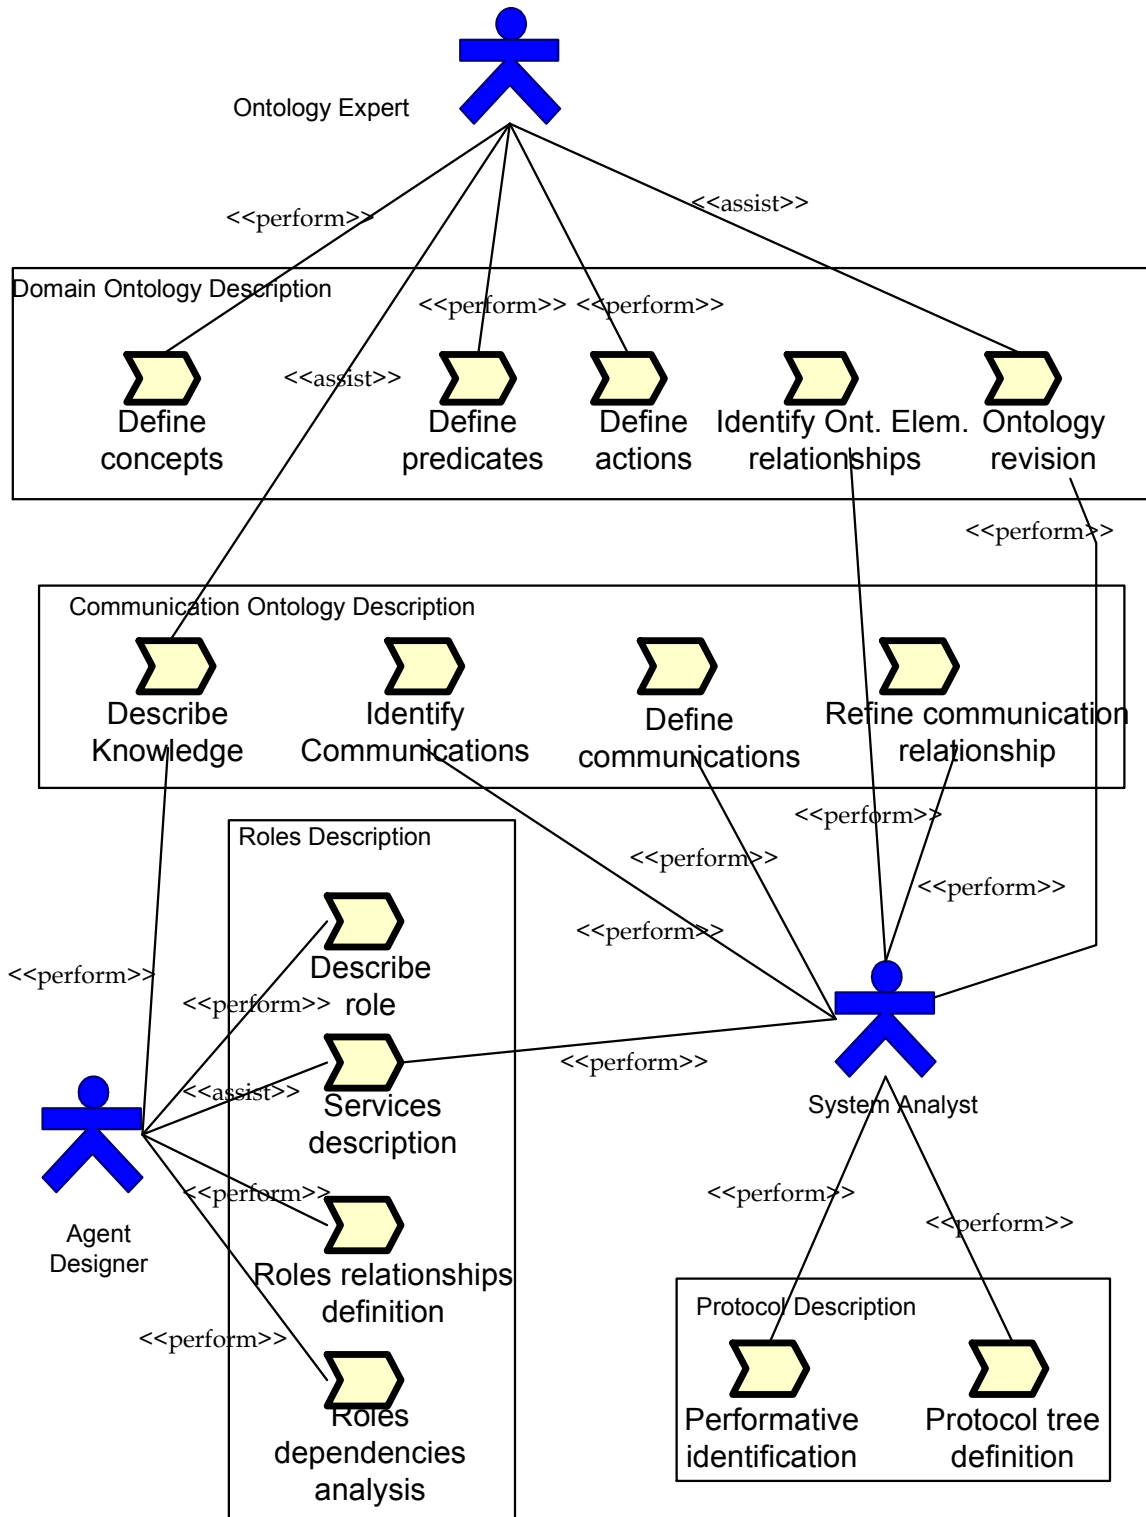 Ontology Expert
<<perform>>
<<assist>>
Domain Ontology Description
<<perform>>
<<perform>>
<<assist>>
Define
concepts
Define
predicates
Define
actions
Identify Ont. Elem.
relationships
Ontology
revision
<<perform>>
Communication Ontology Description
Describe
Knowledge
Identify
Communications
Define
communications
Refine communication
relationship
<<perform>>
Roles Description
<<perform>>
<<perform>>
<<perform>>
Describe
role
<<perform>>
<<perform>>
<<perform>>
<<assist>>
Services
description
System Analyst
<<perform>>
<<perform>>
<<perform>>
Agent
Designer
Roles relationships
definition
Protocol Description
<<perform>>
Roles
dependencies
analysis
Performative
identification
Protocol tree
definition